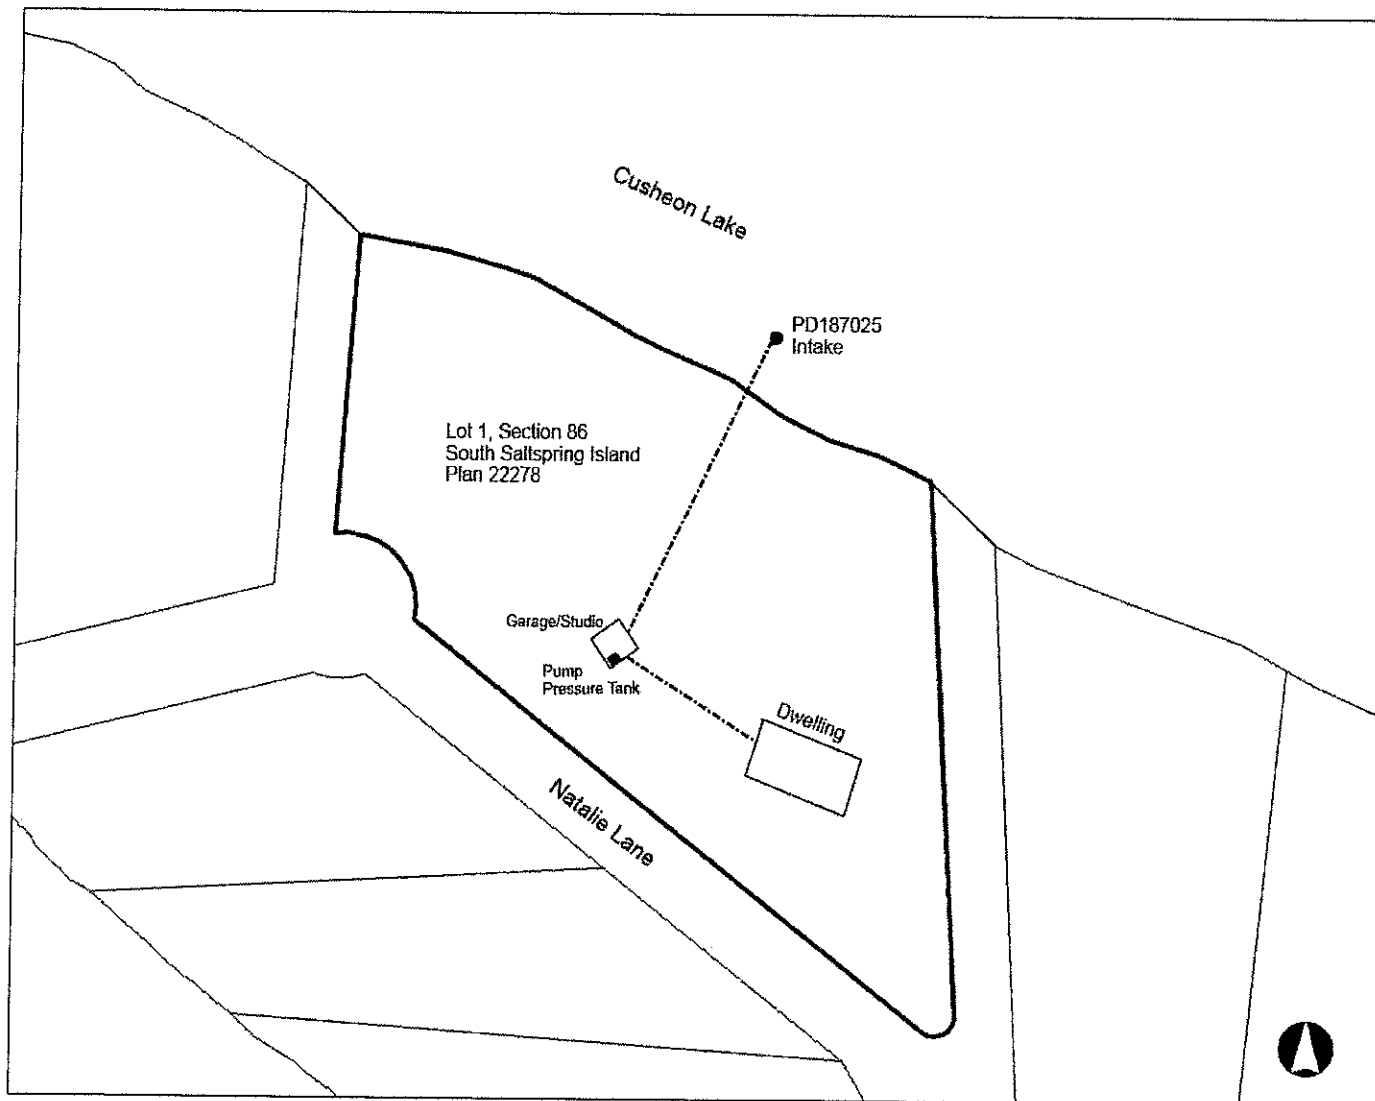 Cusheon Lake
PD187025
Intake
Lot 1, Section 86
South Saltspring Island
Plan 22278
Garage/Studio
Pump
Pressure Tank
Dwelling
Natalie Lane